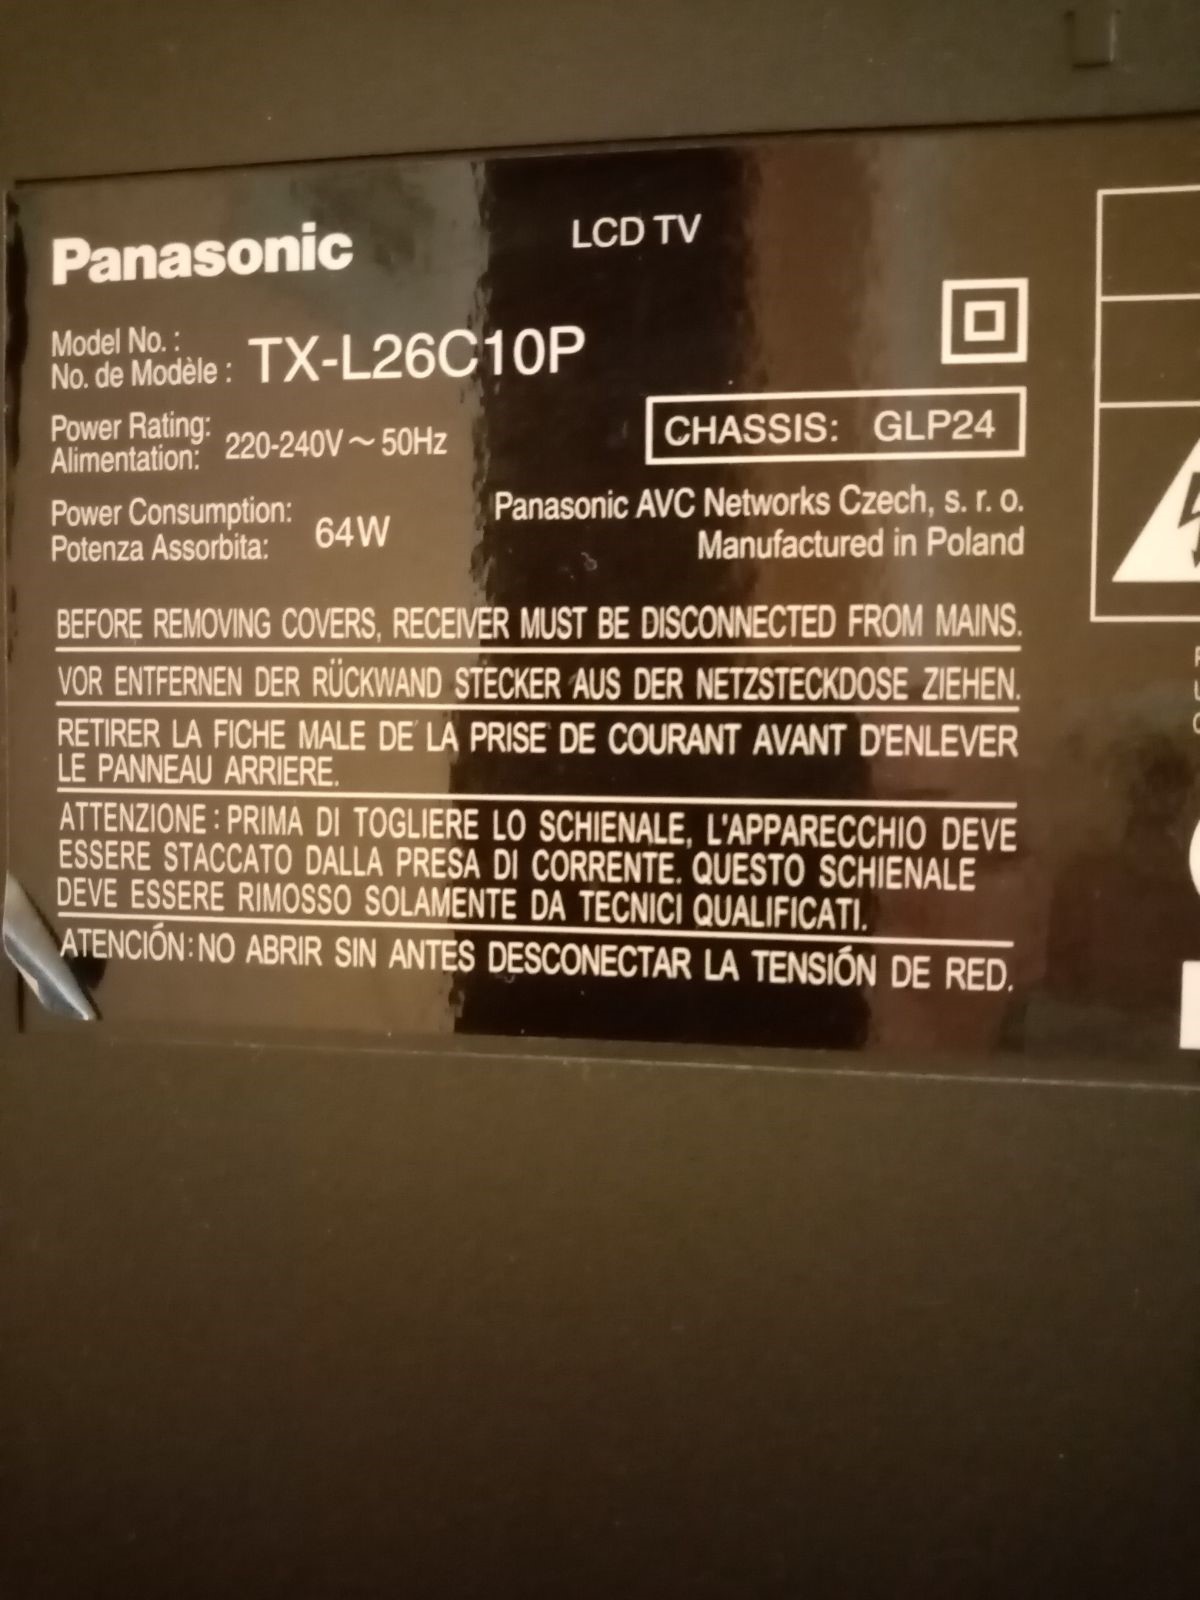 Panasonic
LCD TV
Model No. :
No. de Modèle : TX-L26C10P
Power Rating:
Alimentation: 220-240V ~ 50Hz
CHASSIS: GLP24
Power Consumption:
Potenza Assorbita: 64W
Panasonic AVC Networks Czech, s. r. o.
Manufactured in Poland
BEFORE REMOVING COVERS, RECEIVER MUST BE DISCONNECTED FROM MAINS.
VOR ENTFERNEN DER RÜCKWAND STECKER AUS DER NETZSTECKDOSE ZIEHEN.
RETIRER LA FICHE MALE DE LA PRISE DE COURANT AVANT D'ENLEVER
LE PANNEAU ARRIERE.
ATTENZIONE : PRIMA DI TOGLIERE LO SCHIENALE, L'APPARECCHIO DEVE
ESSERE STACCATO DALLA PRESA DI CORRENTE. QUESTO SCHIENALE
DEVE ESSERE RIMOSSO SOLAMENTE DA TECNICI QUALIFICATI.
ATENCIÓN: NO ABRIR SIN ANTES DESCONECTAR LA TENSIÓN DE RED.